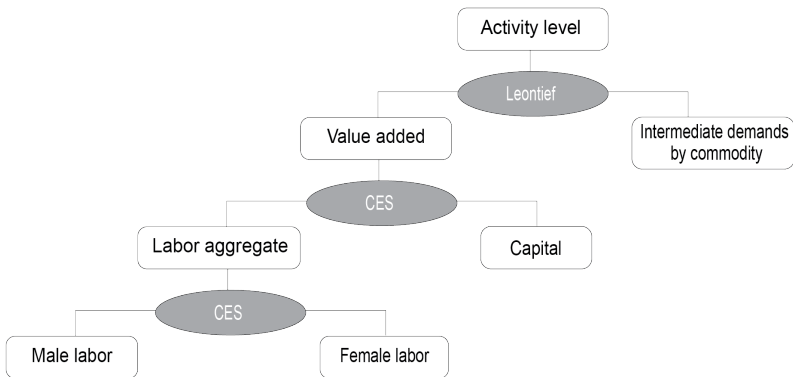 Activity level
Leontief
Value added
Intermediate demands
by commodity
CES
Labor aggregate
Capital
CES
Male labor
Female labor